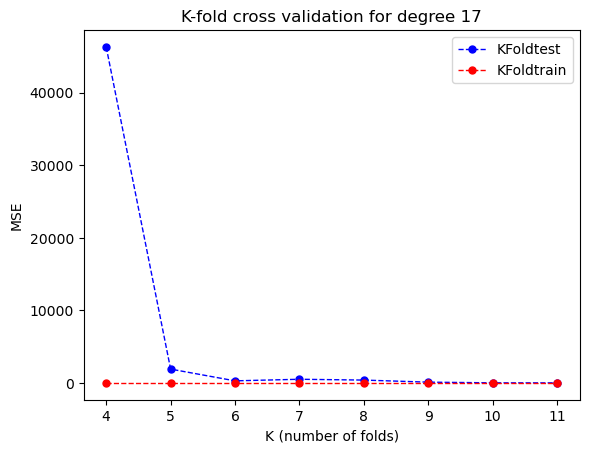 K-fold cross validation for degree 17
KFoldtest
KFoldtrain
MSE
40000
30000
20000
10000
0
4 5 6 7 8 9 10 11
K (number of folds)